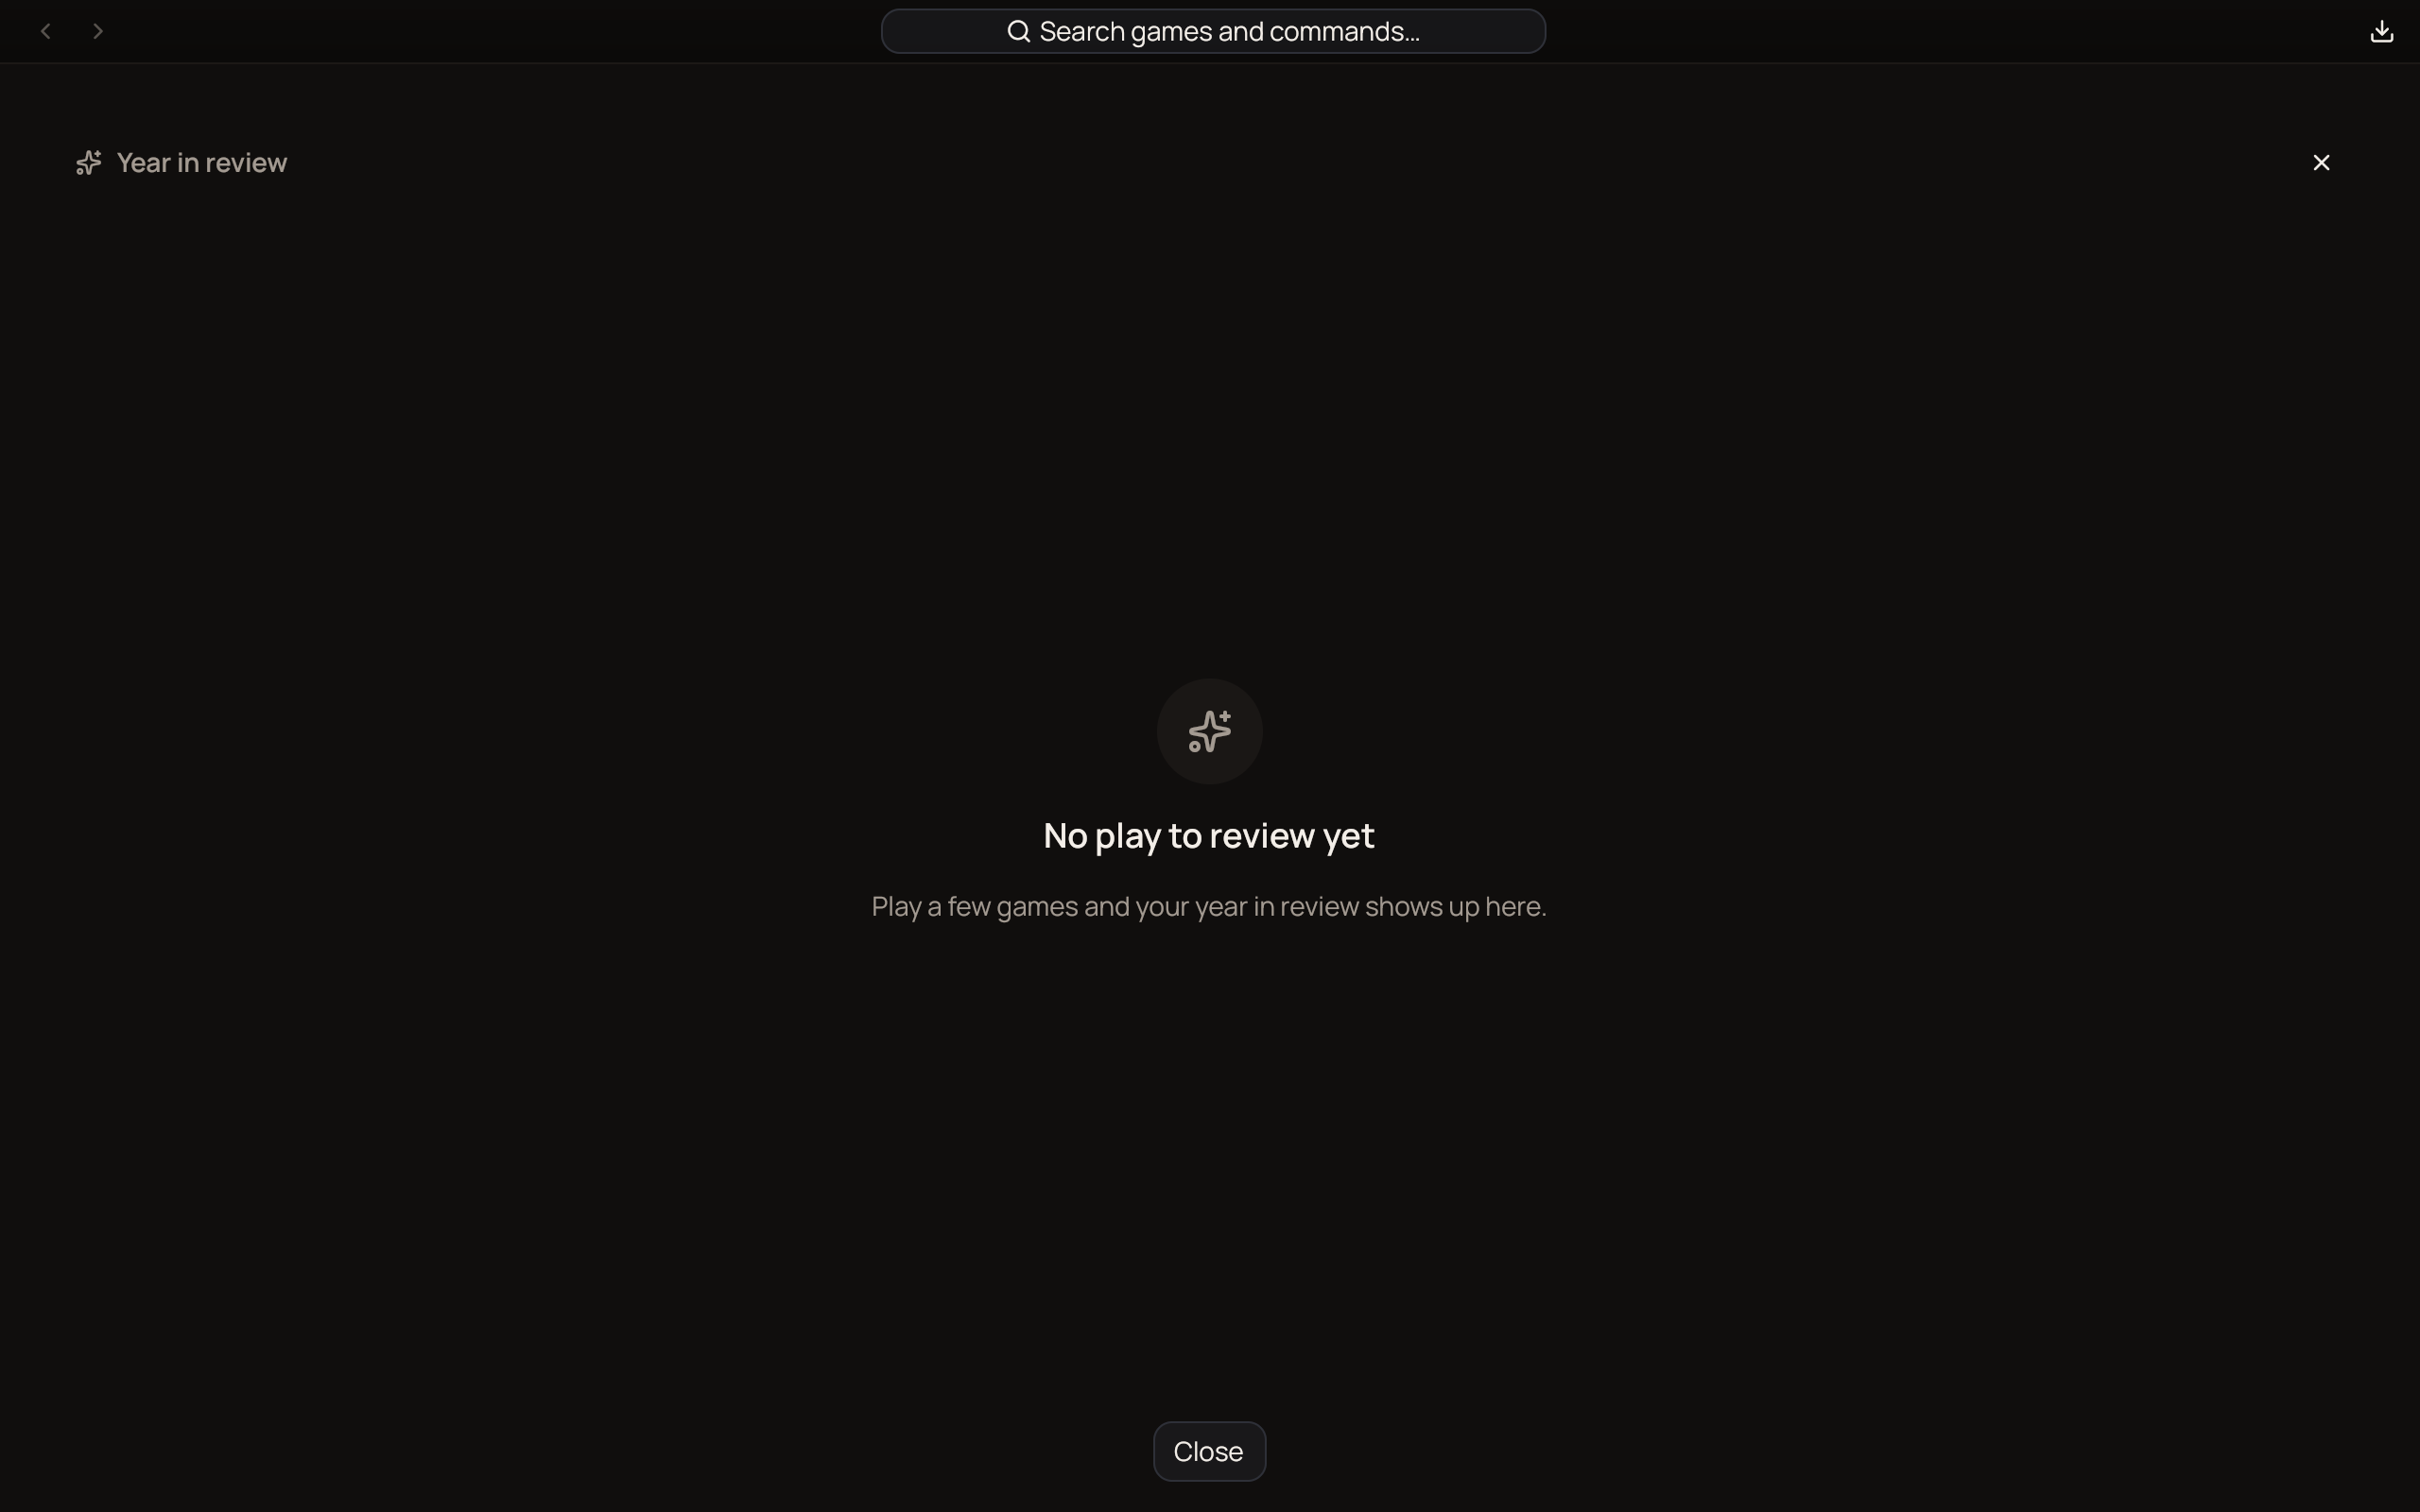 Search games and commands...
Year in review
No play to review yet
Play a few games and your year in review shows up here.
Close